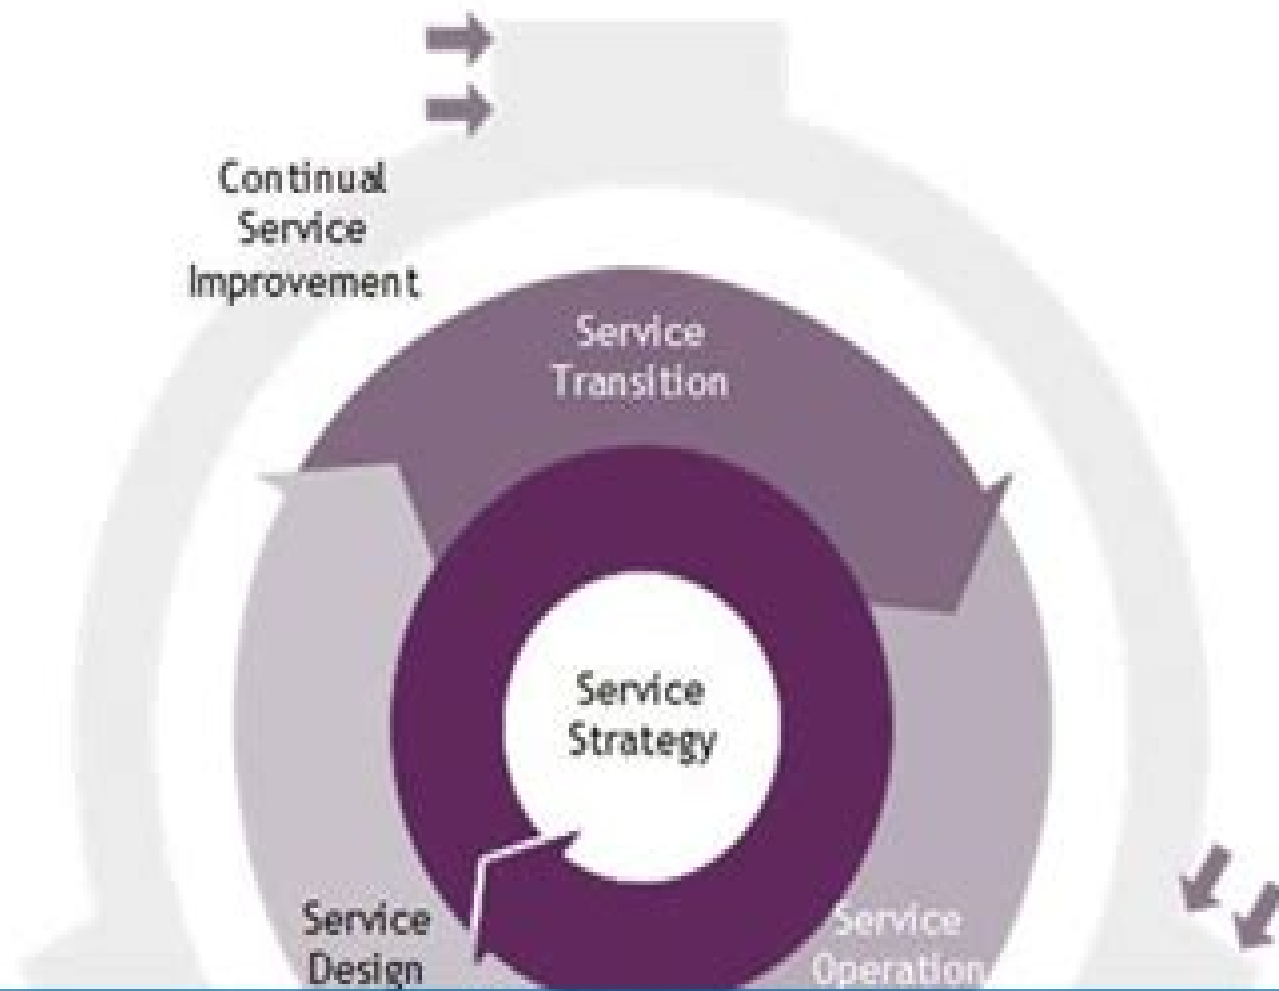 Continual
Service
Improvement
Service
Transition
Service
Strategy
Service
Design
Service
Operation